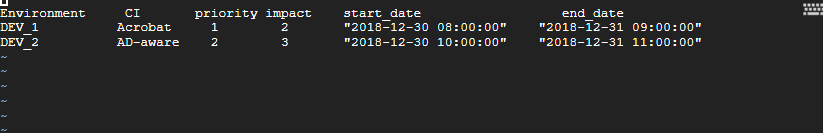 Environment CI priority impact start_date end_date
DEV_1 Acrobat 1 2 "2018-12-30 08:00:00" "2018-12-31 09:00:00"
DEV_2 AD-aware 2 3 "2018-12-30 10:00:00" "2018-12-31 11:00:00"
~
~
~
~
~